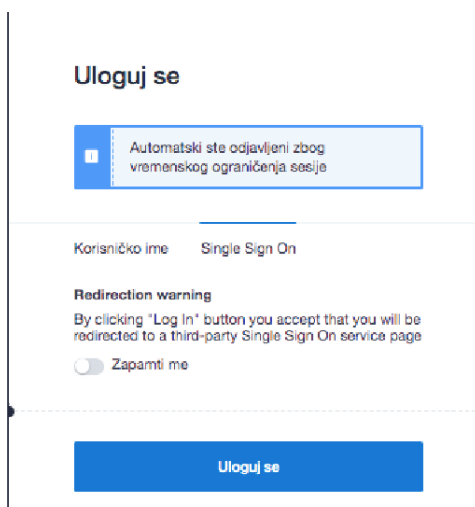 Uloguj se
Automatski ste odjavljeni zbog
vremenskog ograničenja sesije
Korisničko ime Single Sign On
Redirection warning
By clicking "Log In" button you accept that you will be
redirected to a third-party Single Sign On service page
Zapamti me
Uloguj se